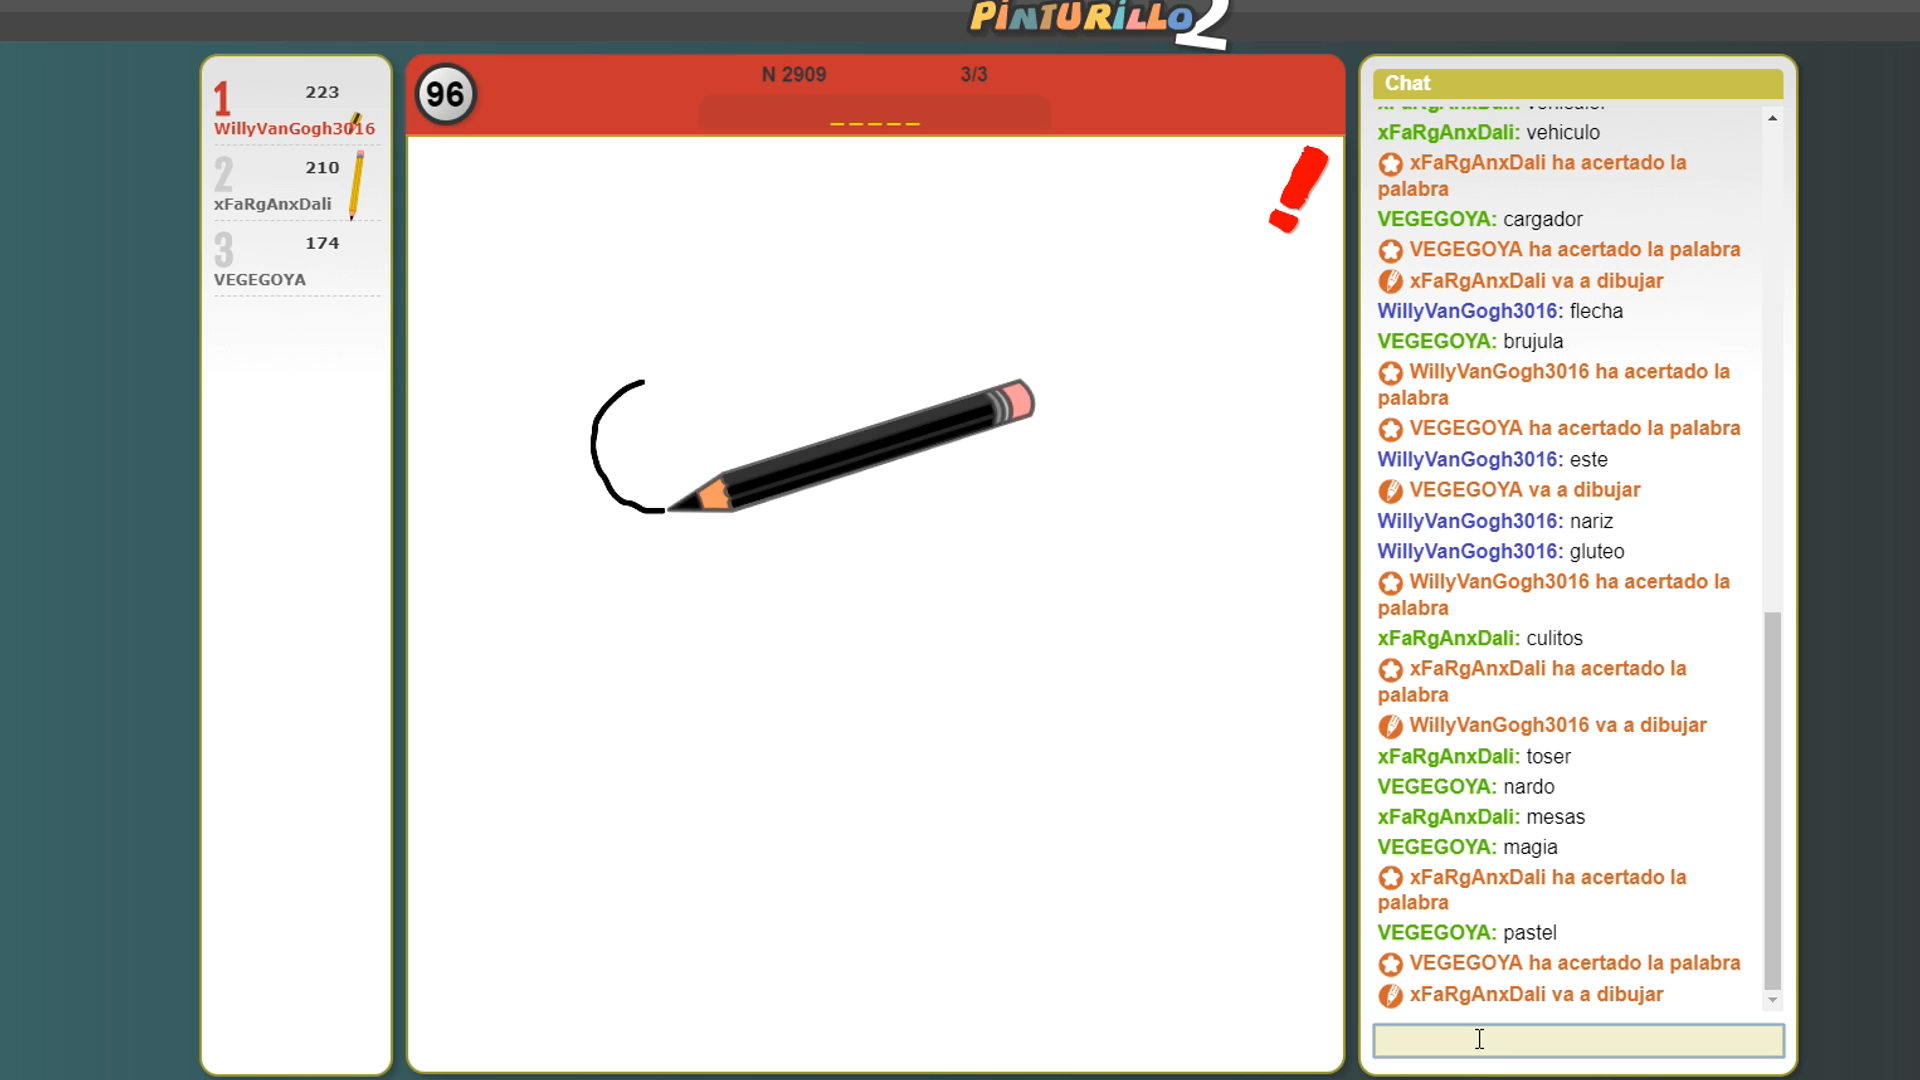 PINTURILLO2
1 223
WillyVanGogh3016
2 210
xFaRgAnxDali
3 174
VEGEGOYA
96
N 2909 3/3
_ _ _ _ _
!
Chat
xFaRgAnxDali: vehiculo
xFaRgAnxDali ha acertado la
palabra
VEGEGOYA: cargador
VEGEGOYA ha acertado la palabra
xFaRgAnxDali va a dibujar
WillyVanGogh3016: flecha
VEGEGOYA: brujula
WillyVanGogh3016 ha acertado la
palabra
VEGEGOYA ha acertado la palabra
WillyVanGogh3016: este
VEGEGOYA va a dibujar
WillyVanGogh3016: nariz
WillyVanGogh3016: gluteo
WillyVanGogh3016 ha acertado la
palabra
xFaRgAnxDali: culitos
xFaRgAnxDali ha acertado la
palabra
WillyVanGogh3016 va a dibujar
xFaRgAnxDali: toser
VEGEGOYA: nardo
xFaRgAnxDali: mesas
VEGEGOYA: magia
xFaRgAnxDali ha acertado la
palabra
VEGEGOYA: pastel
VEGEGOYA ha acertado la palabra
xFaRgAnxDali va a dibujar